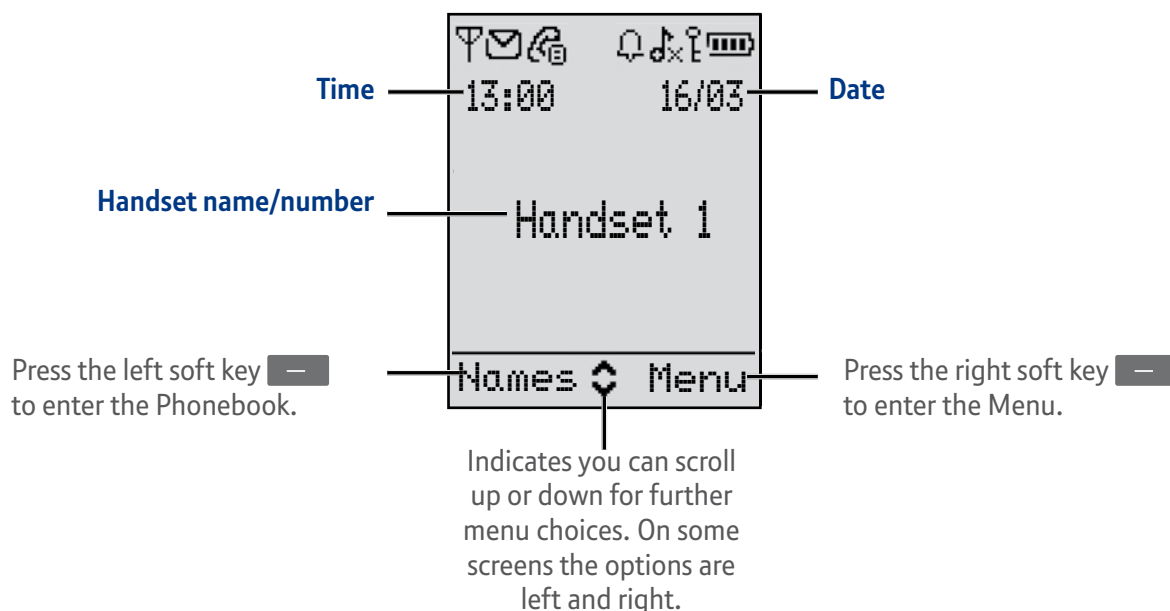 Time
13:00
16/03
Date
Handset name/number
Handset 1
Press the left soft key
to enter the Phonebook.
Names
Menu
Press the right soft key
to enter the Menu.
Indicates you can scroll
up or down for further
menu choices. On some
screens the options are
left and right.